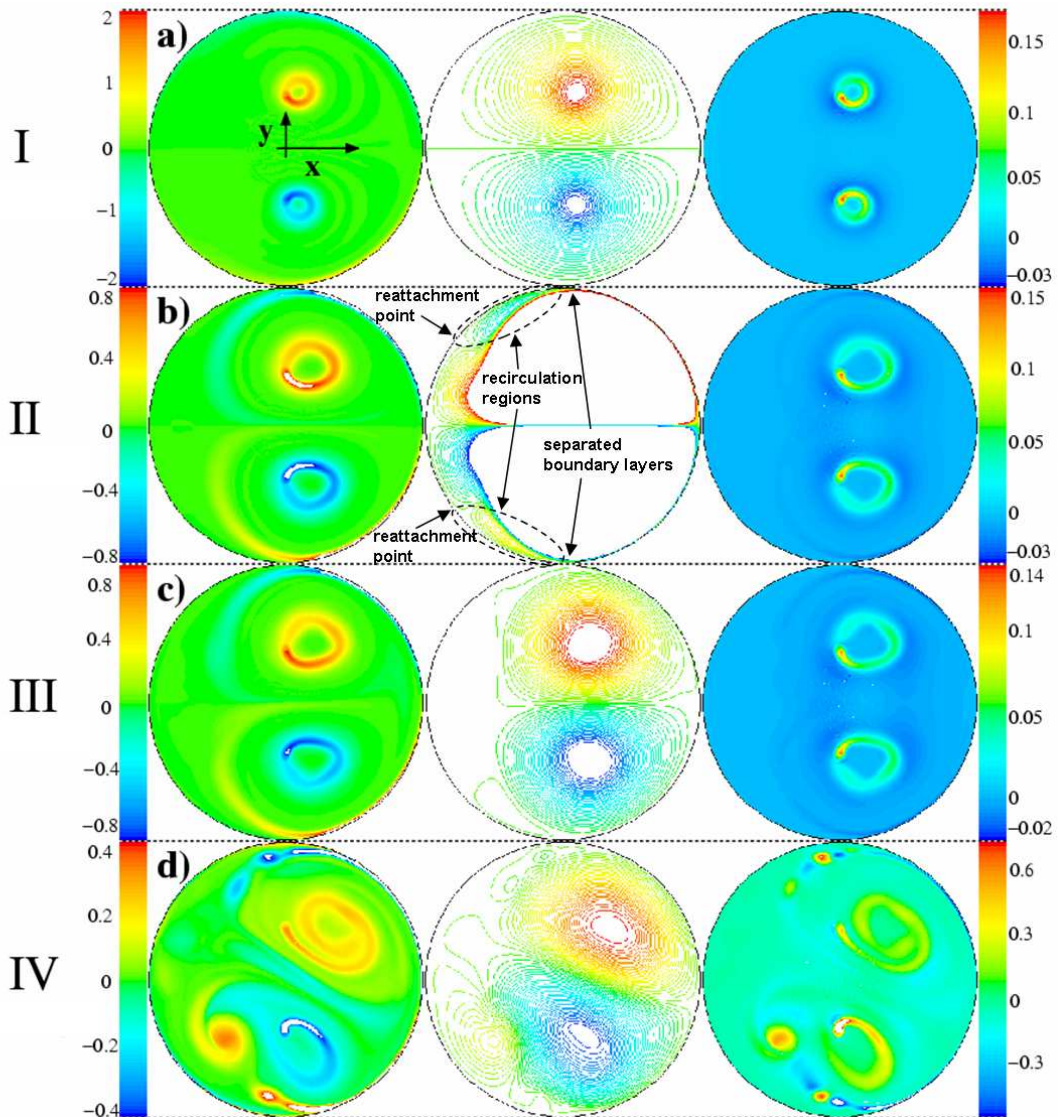 I
a)
2
1
0
−1
−2
y
x
0.15
0.1
0.05
0
−0.03
II
b)
0.8
0.4
0
−0.4
−0.8
reattachment
point
recirculation
regions
separated
boundary layers
reattachment
point
0.15
0.1
0.05
0
−0.03
III
c)
0.8
0.4
0
−0.4
−0.8
0.14
0.1
0.05
0
−0.02
IV
d)
0.4
0.2
0
−0.2
−0.4
0.6
0.3
0
−0.3